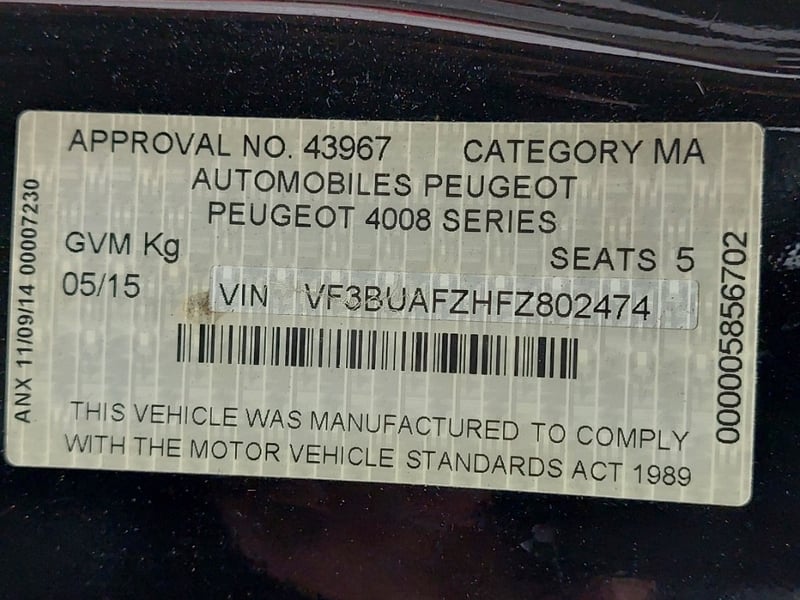 APPROVAL NO. 43967 CATEGORY MA
AUTOMOBILES PEUGEOT
PEUGEOT 4008 SERIES
GVM Kg
SEATS 5
05/15
VIN VF3BUAFZHFZ802474
THIS VEHICLE WAS MANUFACTURED TO COMPLY
WITH THE MOTOR VEHICLE STANDARDS ACT 1989
ANX 11/09/14 00007230
000005856702